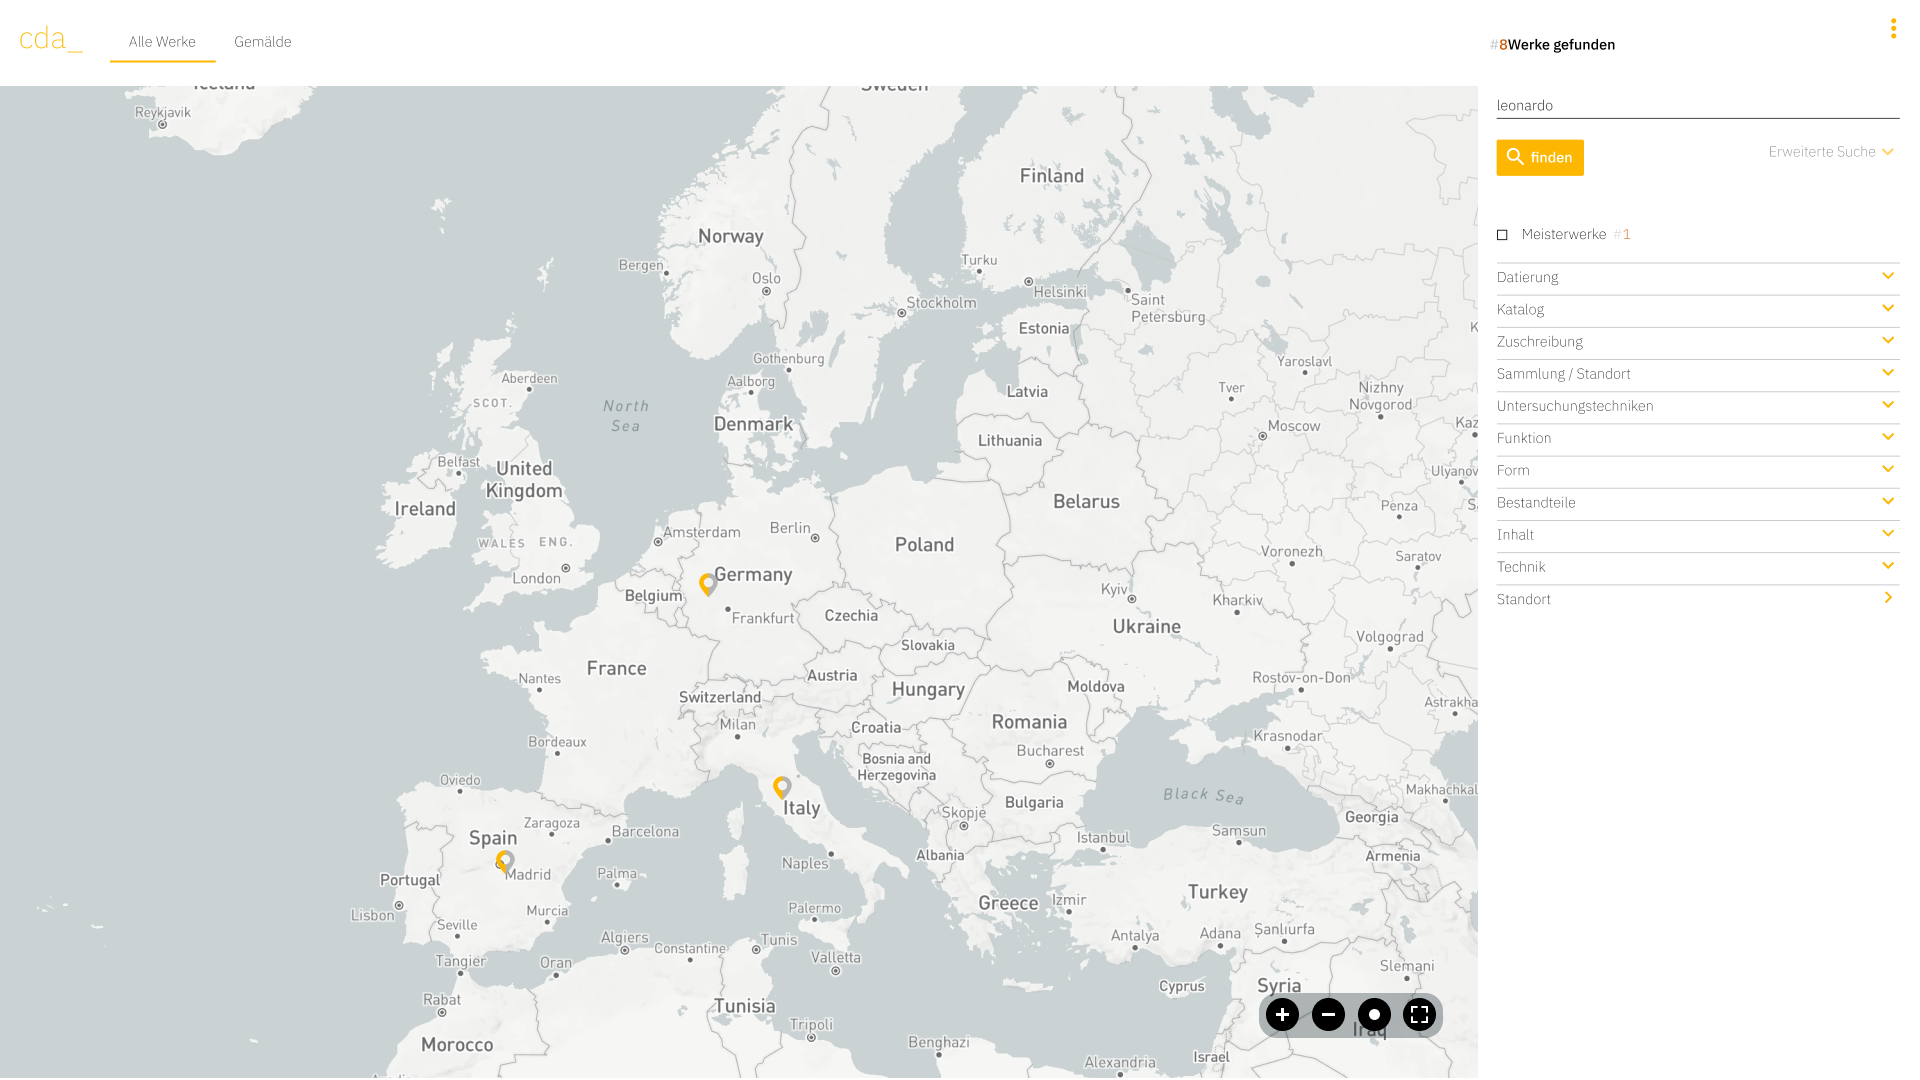 cda_
Alle Werke
Gemälde
#8Werke gefunden
leonardo
finden
Erweiterte Suche
Meisterwerke #1
Datierung
Katalog
Zuschreibung
Sammlung / Standort
Untersuchungstechniken
Funktion
Form
Bestandteile
Inhalt
Technik
Standort
Iceland
Reykjavik
Sweden
Finland
Norway
Bergen
Oslo
Turku
Helsinki
Stockholm
Saint
Petersburg
Estonia
Gothenburg
Yaroslavl
Aberdeen
Aalborg
Latvia
Tver
Nizhny
Novgorod
SCOT.
North
Sea
Denmark
Moscow
Kaz
Lithuania
Belfast
United
Kingdom
Ulyanov
Ireland
Belarus
Penza
Amsterdam
Berlin
WALES
ENG.
Poland
Voronezh
Saratov
London
Germany
Belgium
Kyiv
Kharkiv
Frankfurt
Czechia
Ukraine
Slovakia
Volgograd
France
Nantes
Austria
Switzerland
Hungary
Moldova
Rostov-on-Don
Milan
Croatia
Romania
Astrakha
Krasnodar
Bordeaux
Bucharest
Bosnia and
Herzegovina
Oviedo
Black Sea
Makhachkal
Italy
Bulgaria
Skopje
Georgia
Zaragoza
Barcelona
Spain
Istanbul
Samsun
Albania
Armenia
Naples
Madrid
Palma
Portugal
Turkey
Greece
Izmir
Lisbon
Murcia
Palermo
Seville
Algiers
Constantine
Tunis
Antalya
Adana
Şanlıurfa
Valletta
Tangier
Oran
Slemani
Cyprus
Syria
Rabat
Tunisia
Tripoli
Iraq
Morocco
Benghazi
Israel
Alexandria